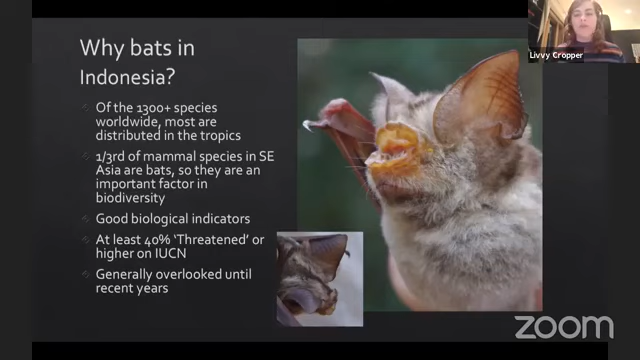 Livvy Cropper
Why bats in
Indonesia?
Of the 1300+ species
worldwide, most are
distributed in the tropics
1/3rd of mammal species in SE
Asia are bats, so they are an
important factor in
biodiversity
Good biological indicators
At least 40% ‘Threatened’ or
higher on IUCN
Generally overlooked until
recent years
zoom